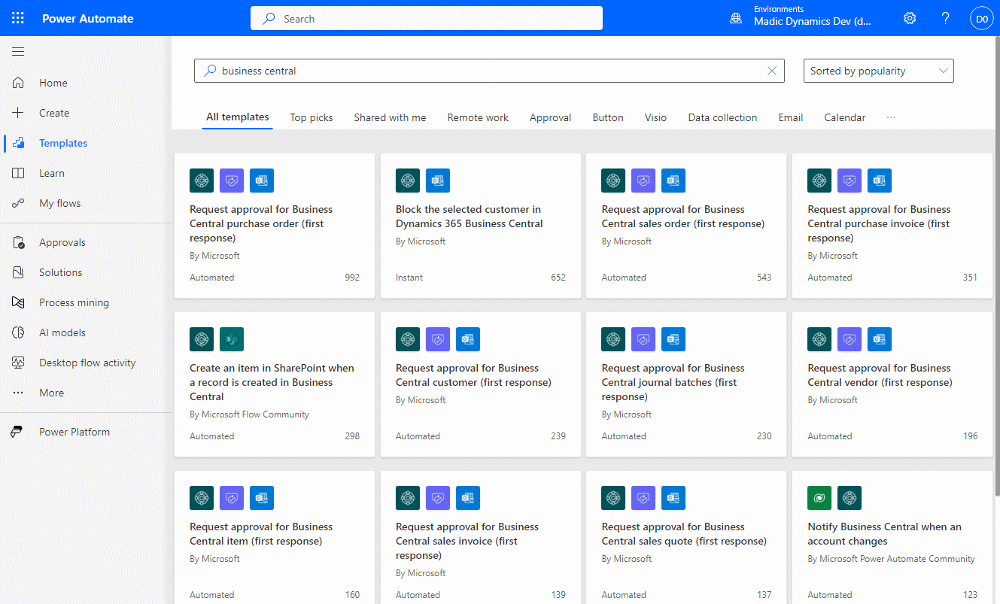 Power Automate
Search
Environments
Madic Dynamics Dev (d...
?
D0
Home
Create
Templates
Learn
My flows
Approvals
Solutions
Process mining
AI models
Desktop flow activity
More
Power Platform
business central
Sorted by popularity
All templates
Top picks
Shared with me
Remote work
Approval
Button
Visio
Data collection
Email
Calendar
...
Request approval for Business
Central purchase order (first
response)
By Microsoft
Automated 992
Block the selected customer in
Dynamics 365 Business Central
By Microsoft
Instant 652
Request approval for Business
Central sales order (first response)
By Microsoft
Automated 543
Request approval for Business
Central purchase invoice (first
response)
By Microsoft
Automated 351
Create an item in SharePoint when
a record is created in Business
Central
By Microsoft Flow Community
Automated 298
Request approval for Business
Central customer (first response)
By Microsoft
Automated 239
Request approval for Business
Central journal batches (first
response)
By Microsoft
Automated 230
Request approval for Business
Central vendor (first response)
By Microsoft
Automated 196
Request approval for Business
Central item (first response)
By Microsoft
Automated 160
Request approval for Business
Central sales invoice (first
response)
By Microsoft
Automated 139
Request approval for Business
Central sales quote (first response)
By Microsoft
Automated 137
Notify Business Central when an
account changes
By Microsoft Power Automate Community
Automated 123